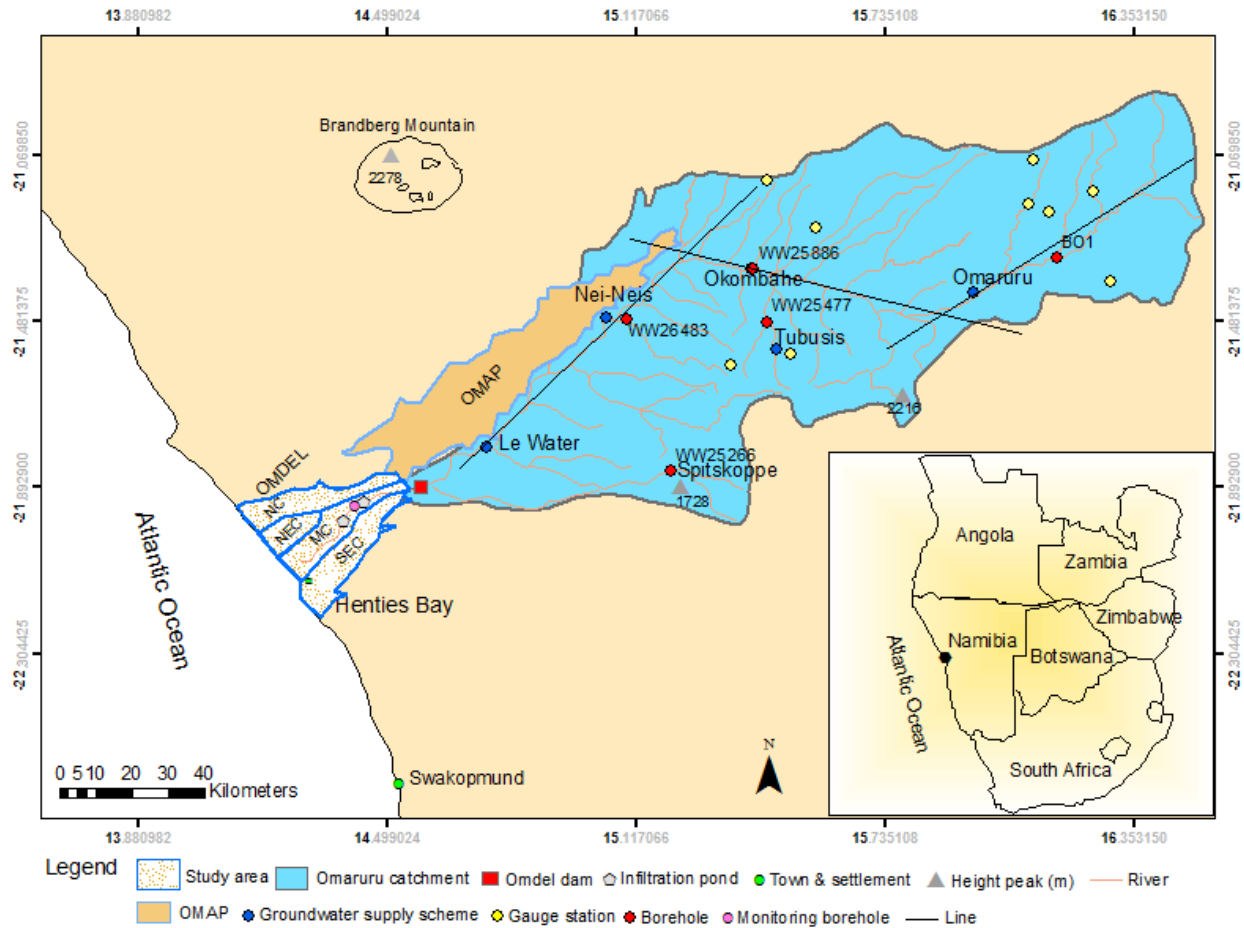 13.880982 14.499024 15.117066 15.735108 16.353150
-21.069850 -21.069850
-21.481375 -21.481375
-21.892900 -21.892900
-22.304425 -22.304425
Brandberg Mountain
2278
BO1
WW25886
Okombahe
Omaruru
Nei-Neis
WW25477
WW26483
Tubusis
OMAP
2216
Le Water
WW25266
Spitskoppe
1728
OMDEL
NC
NEC
MC
SEC
Henties Bay
Atlantic Ocean
Swakopmund
N
0 5 10 20 30 40
Kilometers
Angola
Zambia
Zimbabwe
Namibia
Botswana
Atlantic Ocean
South Africa
13.880982 14.499024 15.117066 15.735108 16.353150
Legend
Study area Omaruru catchment Omdel dam Infiltration pond Town & settlement Height peak (m) River
OMAP Groundwater supply scheme Gauge station Borehole Monitoring borehole Line